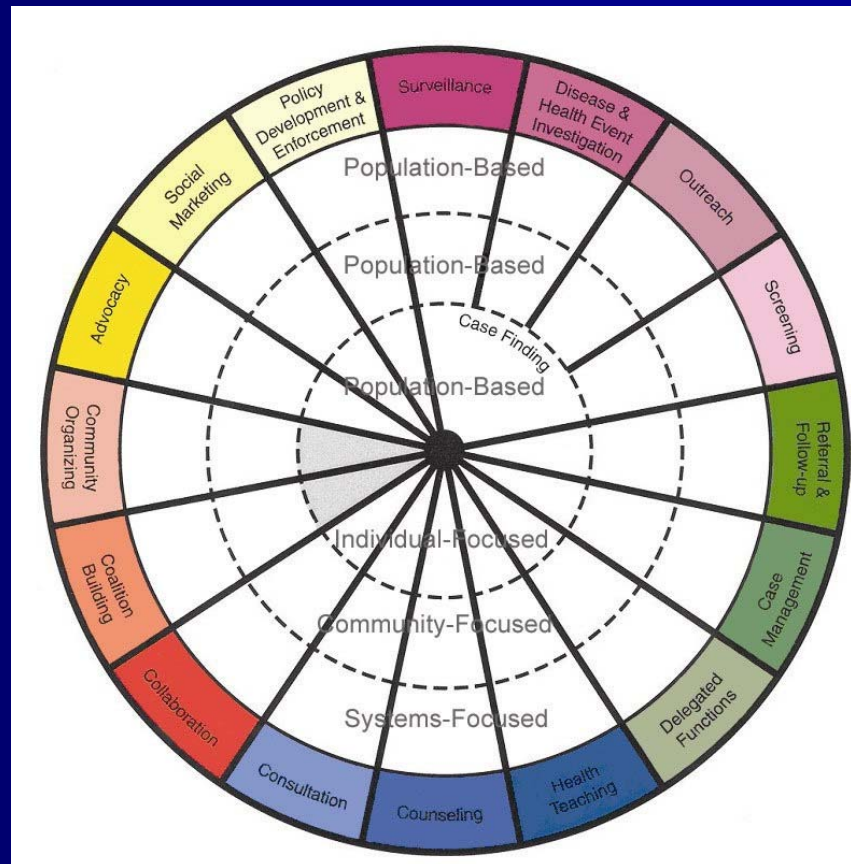 Surveillance
Disease &
Health Event
Investigation
Outreach
Screening
Referral &
Follow-up
Case
Management
Delegated
Functions
Health
Teaching
Counseling
Consultation
Collaboration
Coalition
Building
Community
Organizing
Advocacy
Social
Marketing
Policy
Development &
Enforcement
Population-Based
Population-Based
Case Finding
Population-Based
Individual-Focused
Community-Focused
Systems-Focused